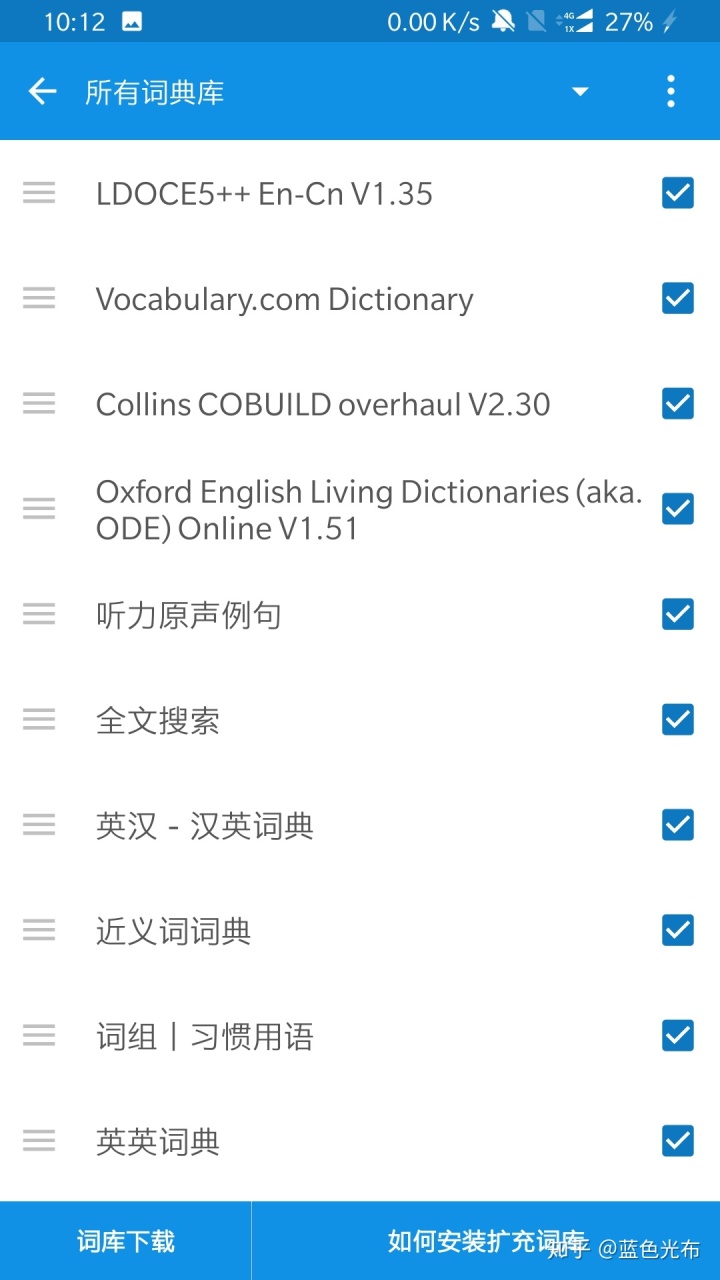 10:12 0.00 K/s 4G 1X 27%
所有词典库
LDOCE5++ En-Cn V1.35
Vocabulary.com Dictionary
Collins COBUILD overhaul V2.30
Oxford English Living Dictionaries (aka.
ODE) Online V1.51
听力原声例句
全文搜索
英汉 - 汉英词典
近义词词典
词组丨习惯用语
英英词典
词库下载 如何安装扩充词库
知乎 @蓝色光布